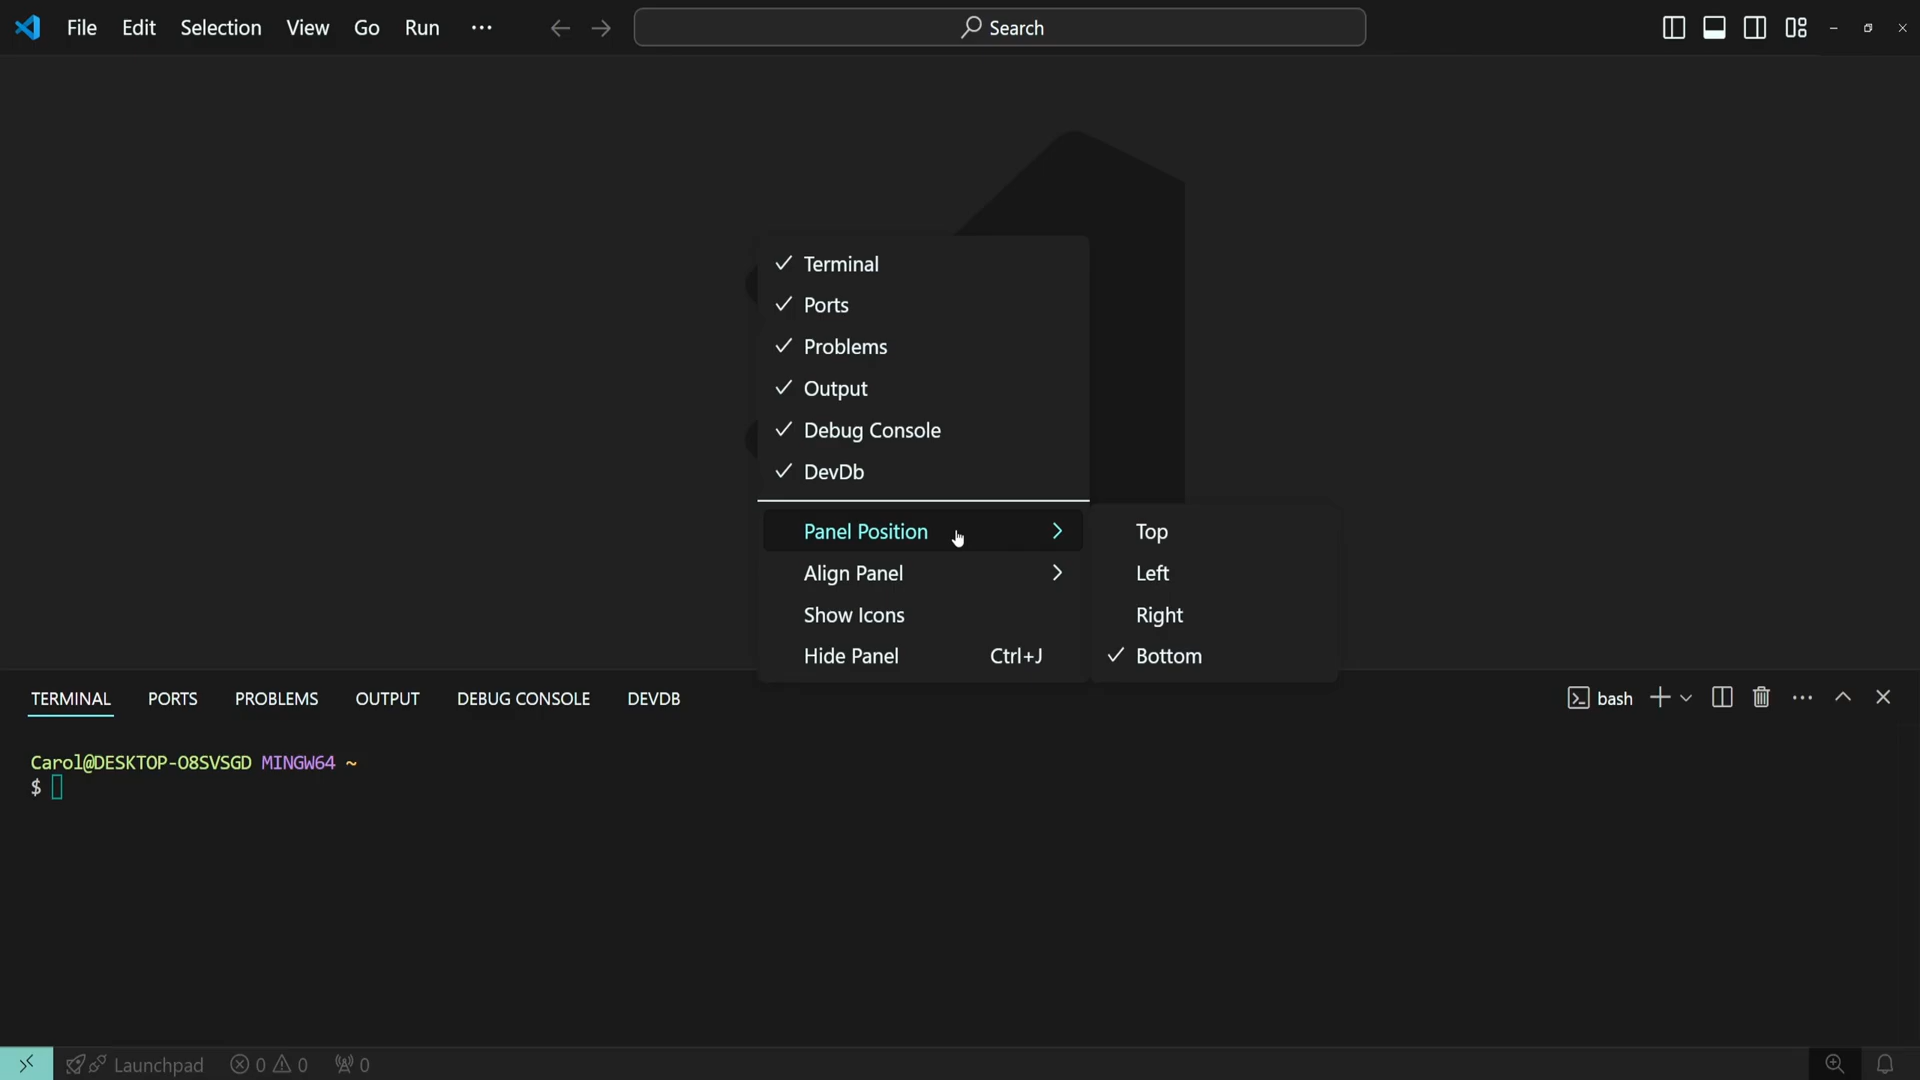 File Edit Selection View Go Run ···
Search
Terminal
Ports
Problems
Output
Debug Console
DevDb
Panel Position
Align Panel
Show Icons
Hide Panel Ctrl+J
Top
Left
Right
Bottom
TERMINAL PORTS PROBLEMS OUTPUT DEBUG CONSOLE DEVDB
bash
Carol@DESKTOP-O8SVSGD MINGW64 ~
$
Launchpad 0 0 0